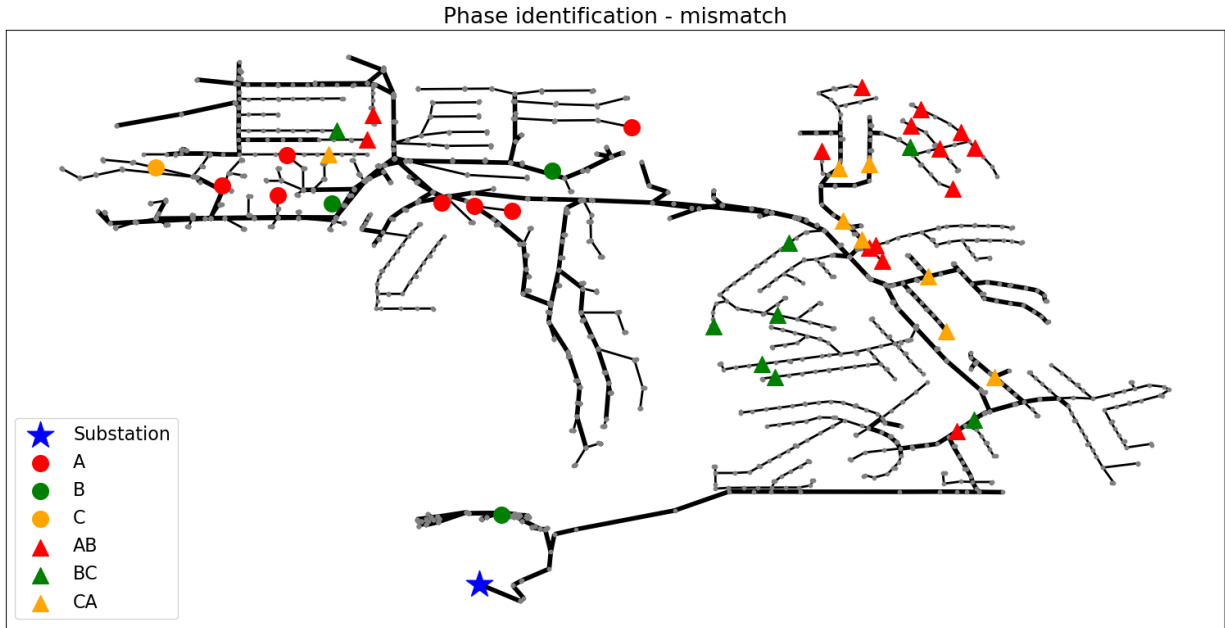 Phase identification - mismatch
Substation
A
B
C
AB
BC
CA